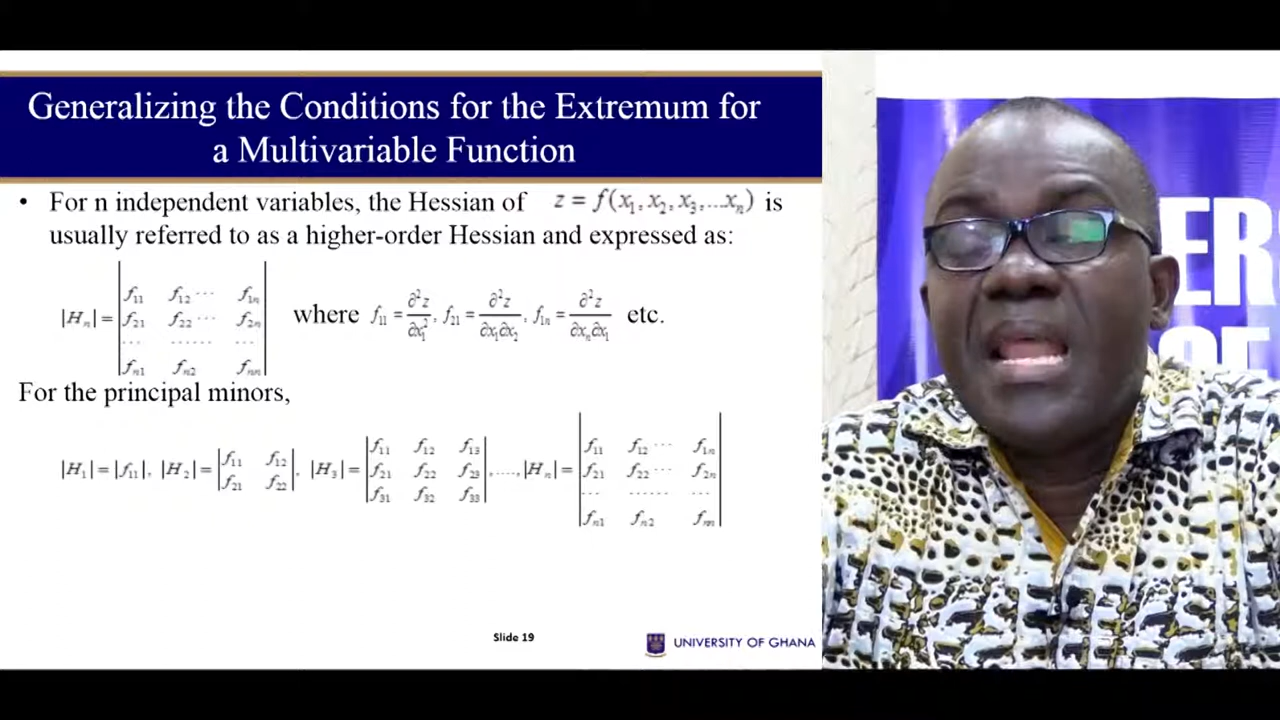 Generalizing the Conditions for the Extremum for
a Multivariable Function
• For n independent variables, the Hessian of z = f(x₁, x₂, x₃,...xₙ) is
usually referred to as a higher-order Hessian and expressed as:
|Hₙ| = | f₁₁ f₁₂ ··· f₁ₙ |
| f₂₁ f₂₂ ··· f₂ₙ |
| ... ...... ... |
| fₙ₁ fₙ₂ fₙₙ |
where f₁₁ = ∂²z/∂x₁², f₂₁ = ∂²z/∂x₁∂x₂, f₁ₙ = ∂²z/∂xₙ∂x₁ etc.
For the principal minors,
|H₁| = |f₁₁|, |H₂| = | f₁₁ f₁₂ ; f₂₁ f₂₂ |, |H₃| = | f₁₁ f₁₂ f₁₃ ; f₂₁ f₂₂ f₂₃ ; f₃₁ f₃₂ f₃₃ |, ...., |Hₙ| = | f₁₁ f₁₂ ··· f₁ₙ ; f₂₁ f₂₂ ··· f₂ₙ ; ... ...... ... ; fₙ₁ fₙ₂ fₙₙ |
Slide 19
UNIVERSITY OF GHANA
ER
OF